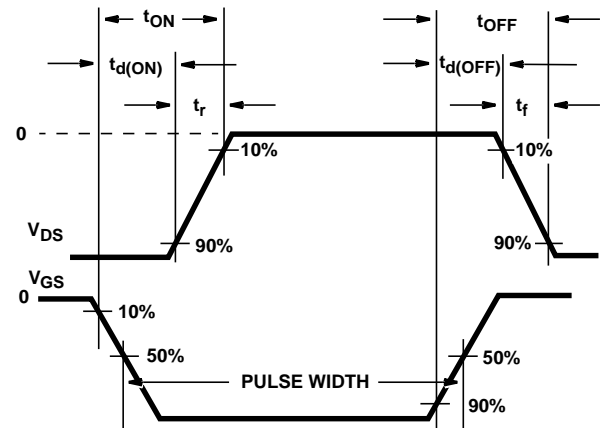 tON
tOFF
td(ON)
td(OFF)
tr
tf
0
10%
10%
VDS
90%
90%
VGS
0
10%
50%
50%
PULSE WIDTH
90%